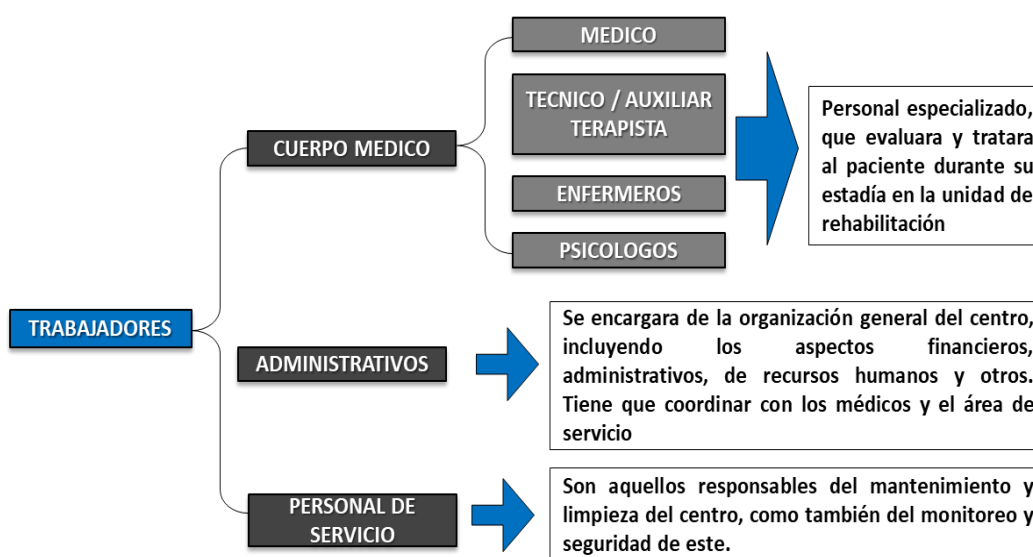 MEDICO
TECNICO / AUXILIAR
TERAPISTA
CUERPO MEDICO
ENFERMEROS
PSICOLOGOS
Personal especializado,
que evaluara y tratara
al paciente durante su
estadía en la unidad de
rehabilitación
TRABAJADORES
ADMINISTRATIVOS
Se encargara de la organización general del centro,
incluyendo los aspectos financieros,
administrativos, de recursos humanos y otros.
Tiene que coordinar con los médicos y el área de
servicio
PERSONAL DE
SERVICIO
Son aquellos responsables del mantenimiento y
limpieza del centro, como también del monitoreo y
seguridad de este.